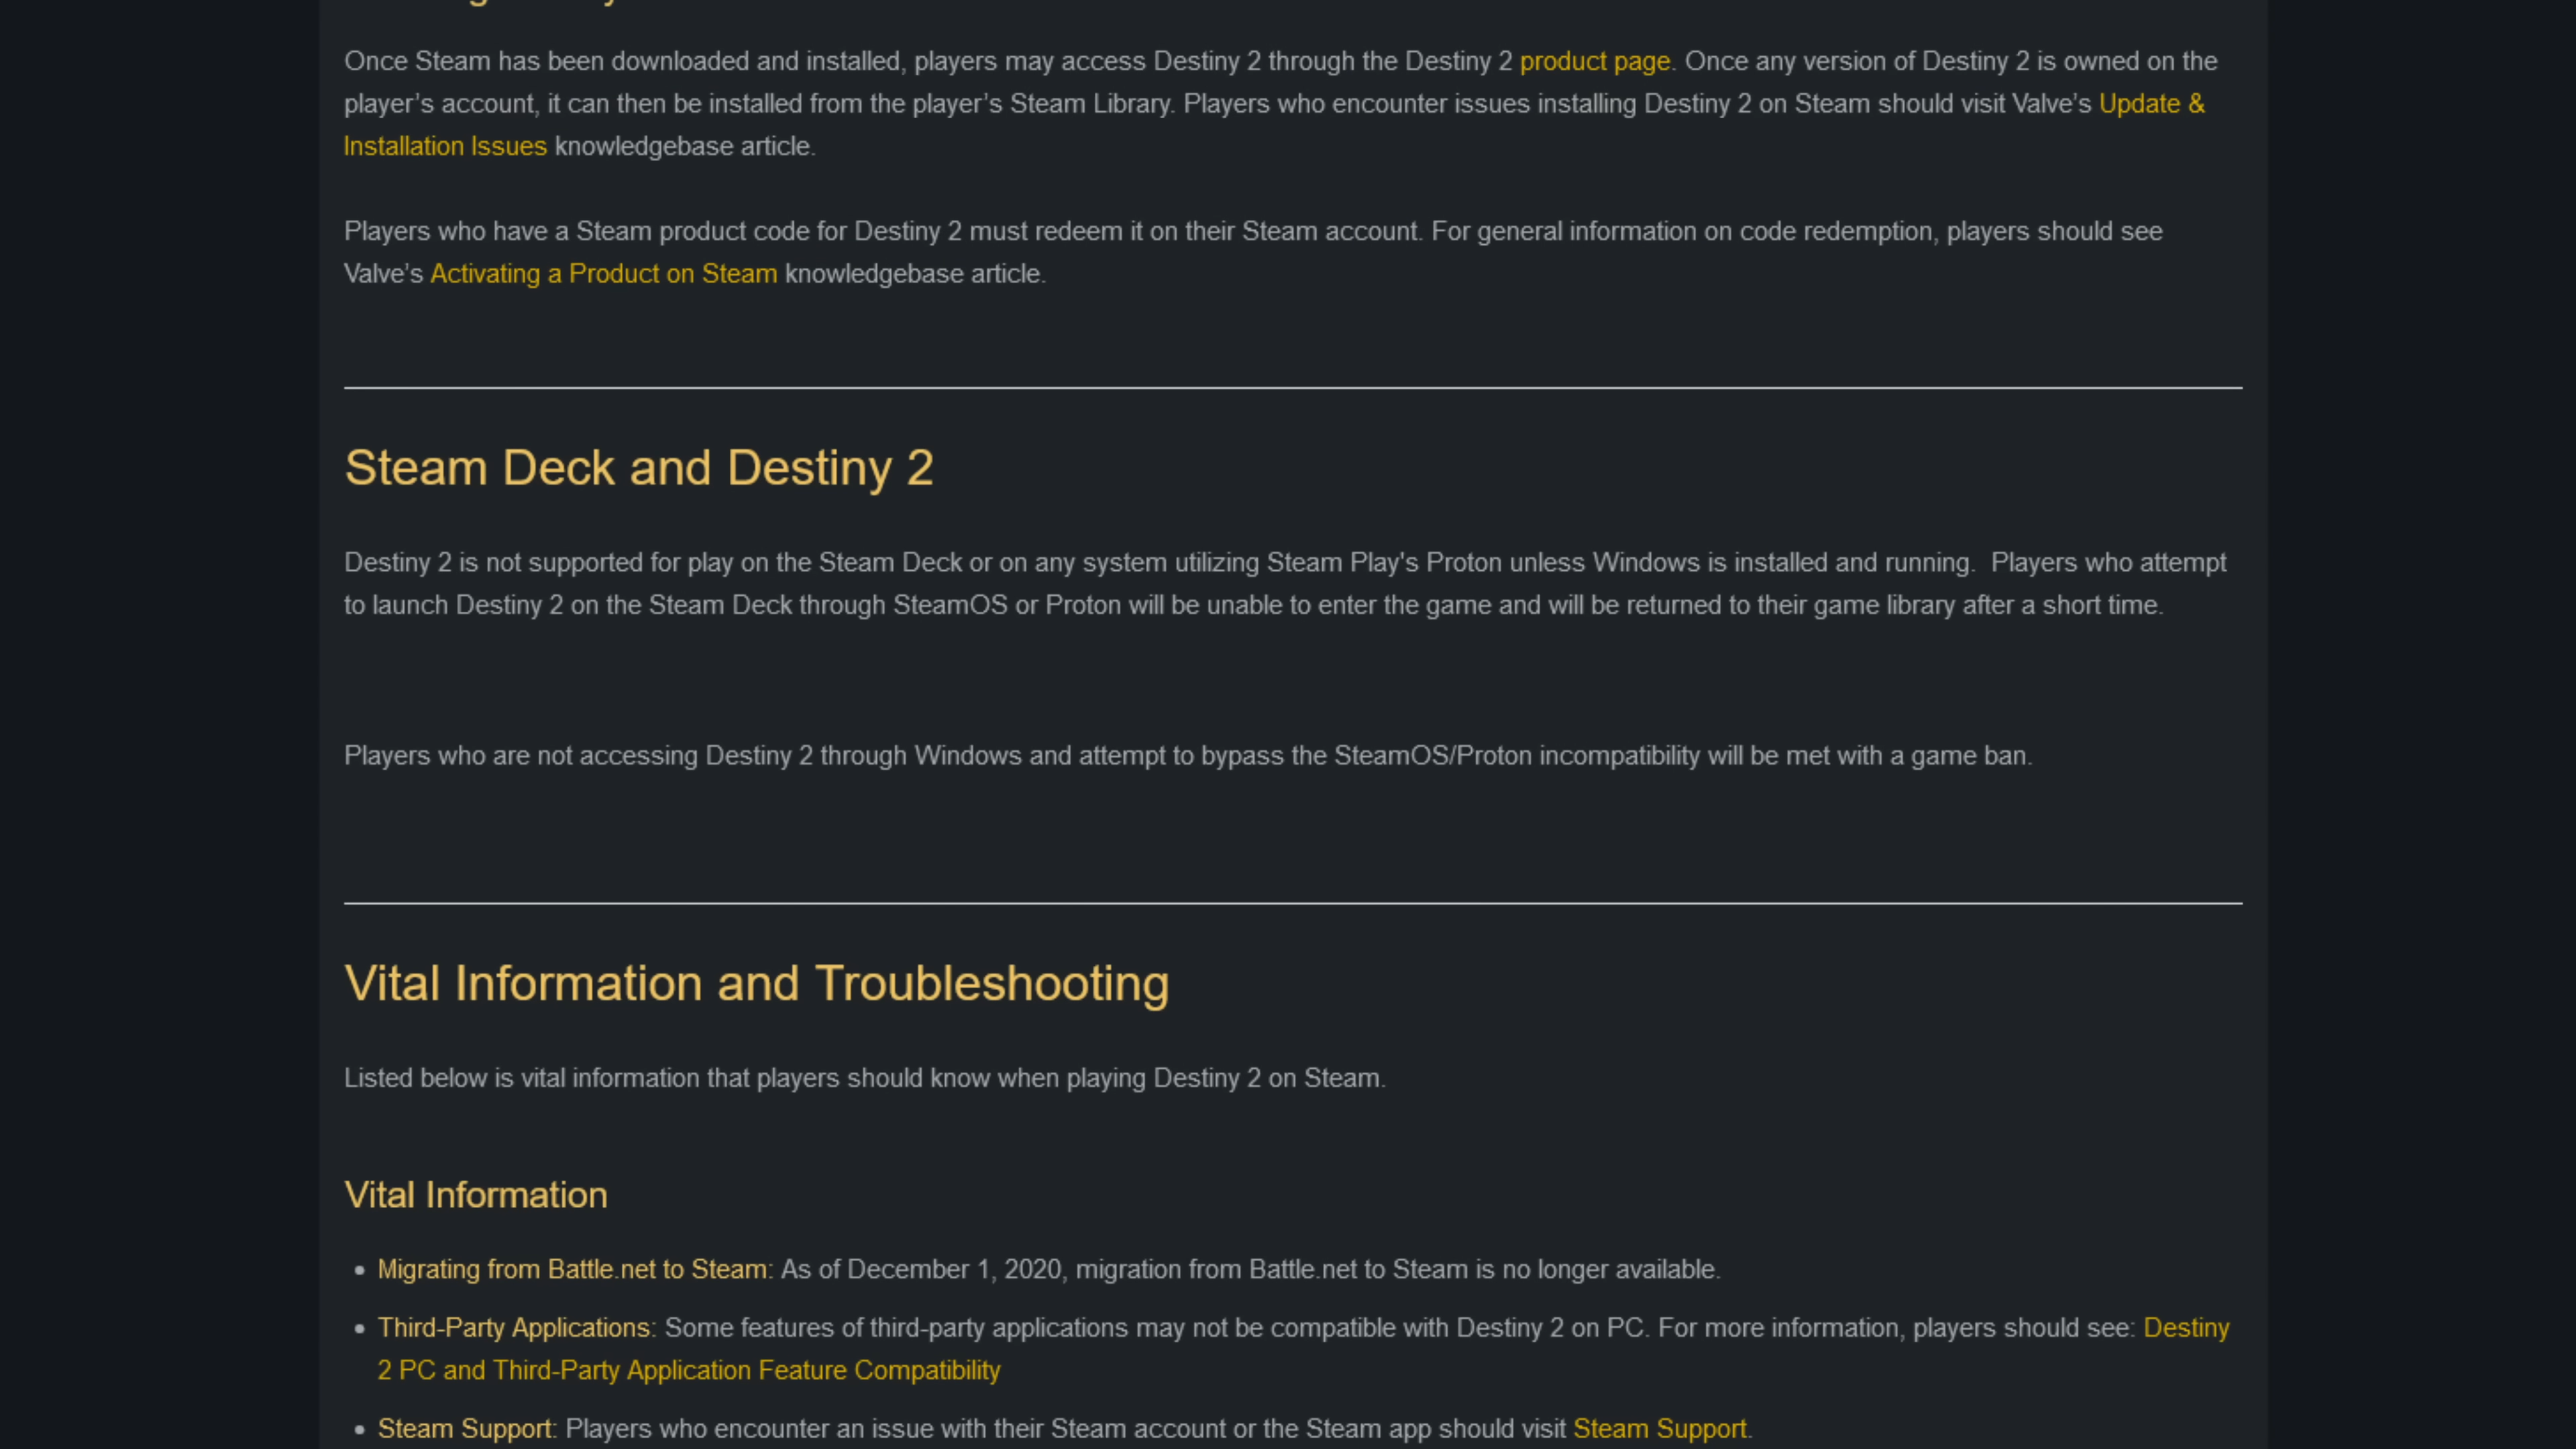 Once Steam has been downloaded and installed, players may access Destiny 2 through the Destiny 2 product page. Once any version of Destiny 2 is owned on the
player’s account, it can then be installed from the player’s Steam Library. Players who encounter issues installing Destiny 2 on Steam should visit Valve’s Update &
Installation Issues knowledgebase article.
Players who have a Steam product code for Destiny 2 must redeem it on their Steam account. For general information on code redemption, players should see
Valve’s Activating a Product on Steam knowledgebase article.
Steam Deck and Destiny 2
Destiny 2 is not supported for play on the Steam Deck or on any system utilizing Steam Play's Proton unless Windows is installed and running.  Players who attempt
to launch Destiny 2 on the Steam Deck through SteamOS or Proton will be unable to enter the game and will be returned to their game library after a short time.
Players who are not accessing Destiny 2 through Windows and attempt to bypass the SteamOS/Proton incompatibility will be met with a game ban.
Vital Information and Troubleshooting
Listed below is vital information that players should know when playing Destiny 2 on Steam.
Vital Information
• Migrating from Battle.net to Steam: As of December 1, 2020, migration from Battle.net to Steam is no longer available.
• Third-Party Applications: Some features of third-party applications may not be compatible with Destiny 2 on PC. For more information, players should see: Destiny
2 PC and Third-Party Application Feature Compatibility
• Steam Support: Players who encounter an issue with their Steam account or the Steam app should visit Steam Support.